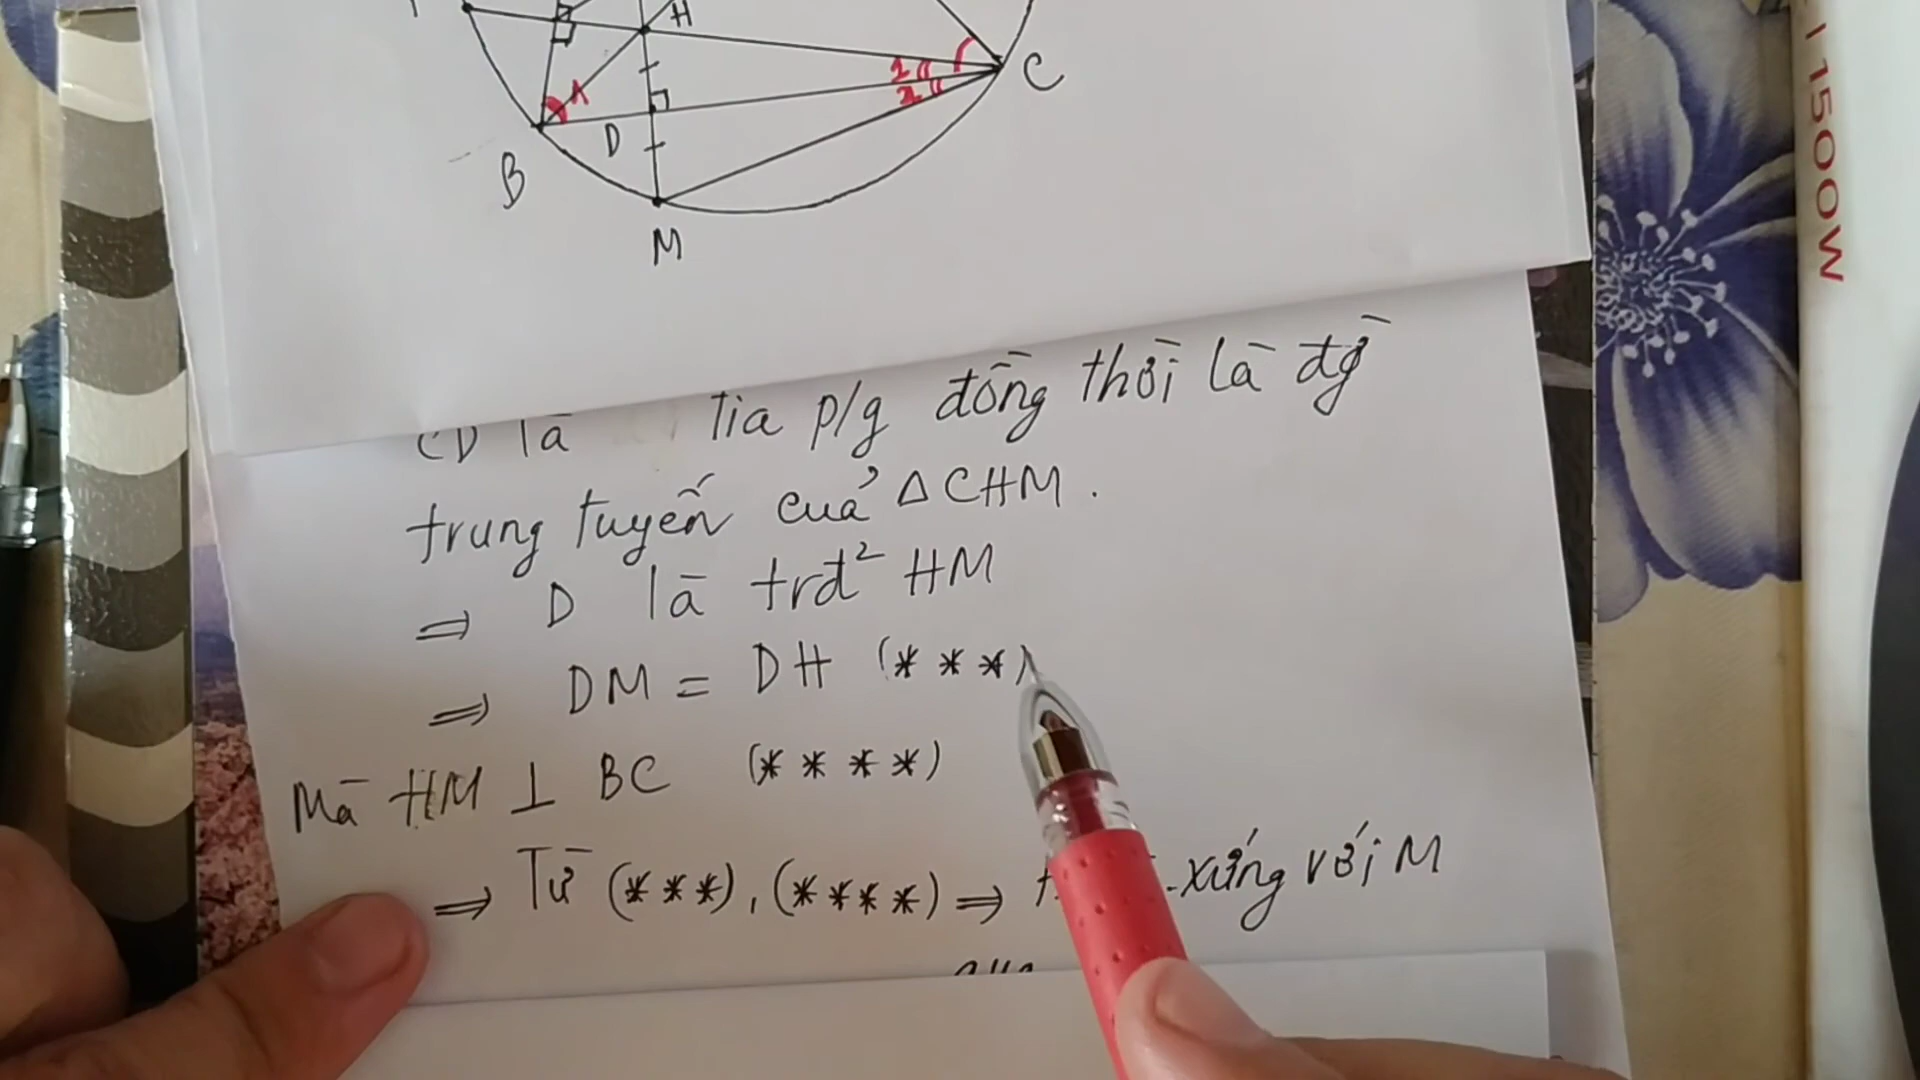 H
C
1
2
1
D
B
M
CD là tia p/g đồng thời là đg
trung tuyến của △CHM.
⇒ D là trđ² HM
⇒ DM = DH (***)
Mà HM ⊥ BC (****)
⇒ Từ (***), (****) ⇒ xứng với M
1500W